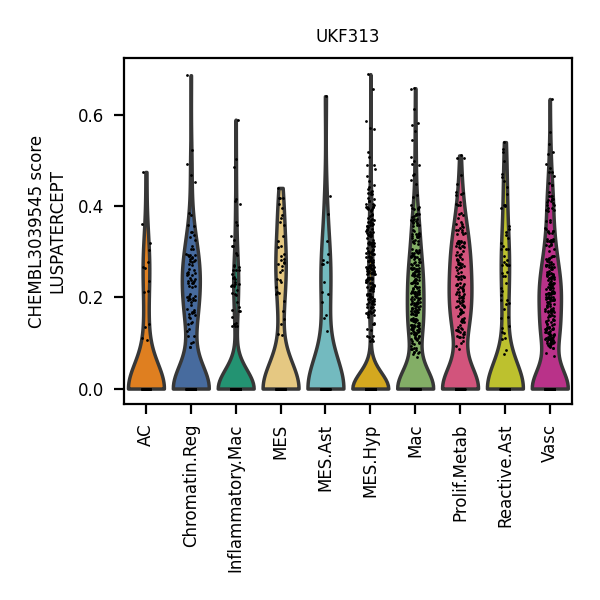 UKF313
CHEMBL3039545 score
LUSPATERCEPT
0.6
0.4
0.2
0.0
AC
Chromatin.Reg
Inflammatory.Mac
MES
MES.Ast
MES.Hyp
Mac
Prolif.Metab
Reactive.Ast
Vasc